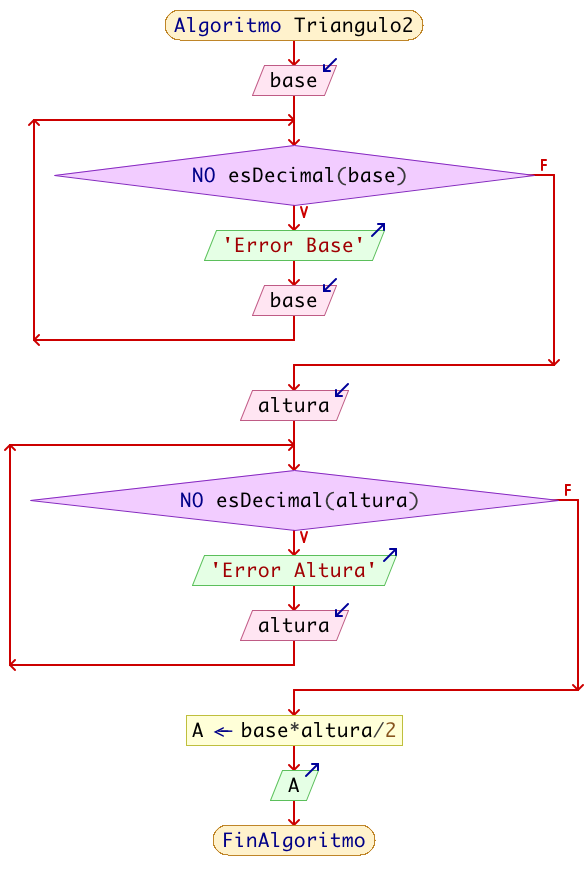 Algoritmo Triangulo2
base
NO esDecimal(base)
F
V
'Error Base'
base
altura
NO esDecimal(altura)
F
V
'Error Altura'
altura
A ← base*altura/2
A
FinAlgoritmo